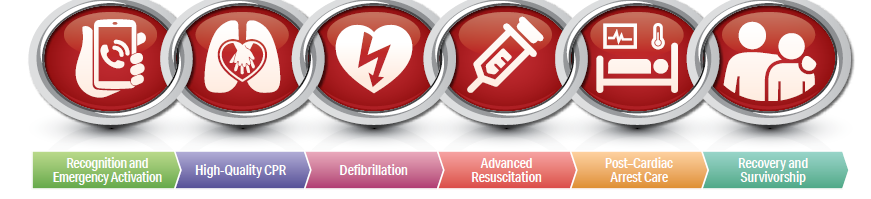 Recognition and
Emergency Activation
High-Quality CPR
Defibrillation
Advanced
Resuscitation
Post-Cardiac
Arrest Care
Recovery and
Survivorship